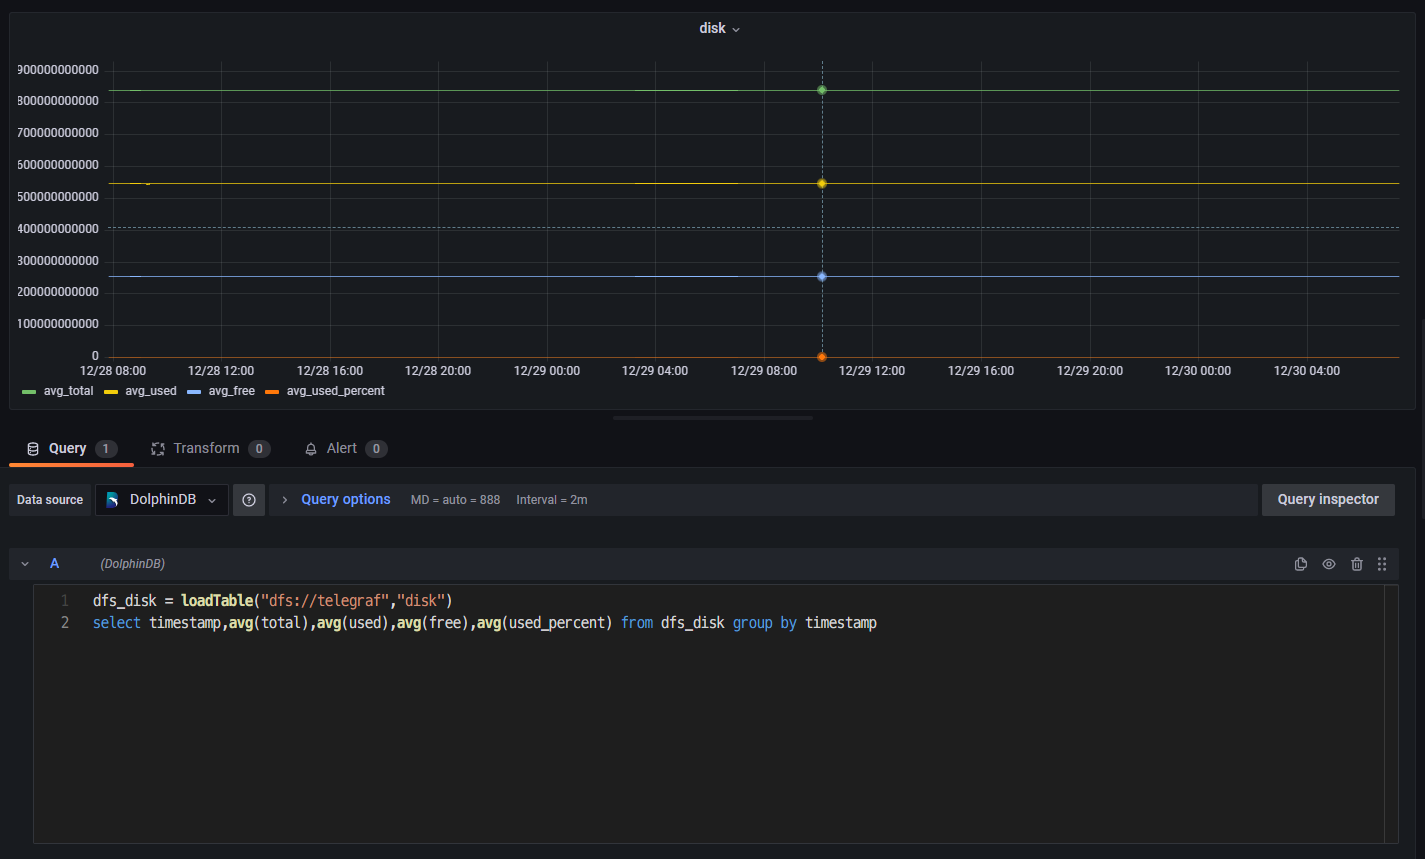 disk
900000000000
800000000000
700000000000
600000000000
500000000000
400000000000
300000000000
200000000000
100000000000
0
12/28 08:00 12/28 12:00 12/28 16:00 12/28 20:00 12/29 00:00 12/29 04:00 12/29 08:00 12/29 12:00 12/29 16:00 12/29 20:00 12/30 00:00 12/30 04:00
avg_total avg_used avg_free avg_used_percent
Query 1 Transform 0 Alert 0
Data source DolphinDB Query options MD = auto = 888 Interval = 2m Query inspector
A (DolphinDB)
1 dfs_disk = loadTable("dfs://telegraf","disk")
2 select timestamp,avg(total),avg(used),avg(free),avg(used_percent) from dfs_disk group by timestamp